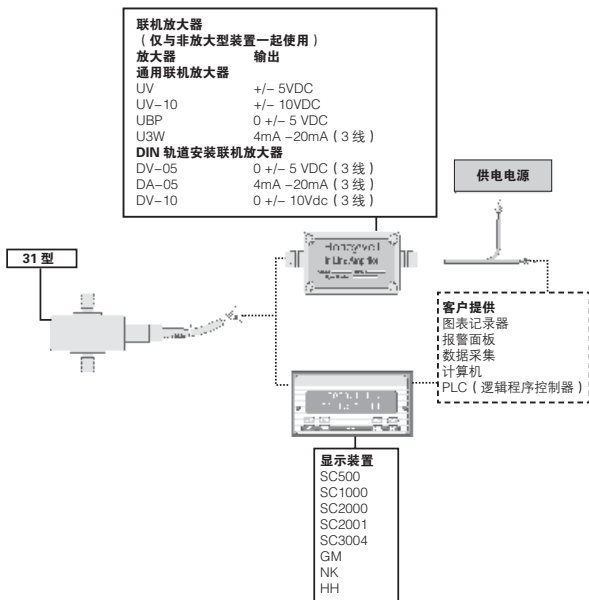 联机放大器
（仅与非放大型装置一起使用）
放大器 输出
通用联机放大器
UV +/– 5VDC
UV–10 +/– 10VDC
UBP 0 +/– 5 VDC
U3W 4mA –20mA（3 线）
DIN 轨道安装联机放大器
DV–05 0 +/– 5 VDC（3 线）
DA–05 4mA –20mA（3 线）
DV–10 0 +/– 10Vdc（3 线）
供电电源
Honeywell
In Line Amplifier
31 型
客户提供
图表记录器
报警面板
数据采集
计算机
PLC（逻辑程序控制器）
显示装置
SC500
SC1000
SC2000
SC2001
SC3004
GM
NK
HH